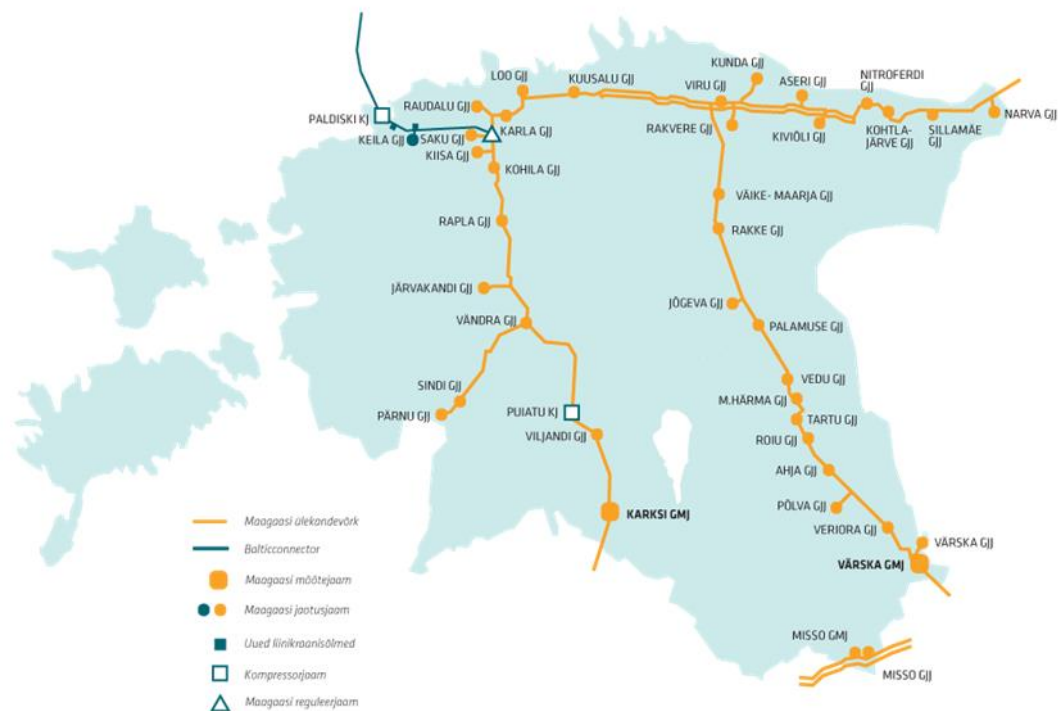 KUNDA GJJ
LOO GJJ
KUUSALU GJJ
VIRU GJJ
ASERI GJJ
NITROFERDI
GJJ
RAUDALU GJJ
PALDISKI KJ
KARLA GJJ
RAKVERE GJJ
KIVIÕLI GJJ
KOHTLA-
JÄRVE GJJ
SILLAMÄE
GJJ
NARVA GJJ
KEILA GJJ
SAKU GJJ
KIISA GJJ
KOHILA GJJ
VÄIKE- MAARJA GJJ
RAPLA GJJ
RAKKE GJJ
JÄRVAKANDI GJJ
JÕGEVA GJJ
VÄNDRA GJJ
PALAMUSE GJJ
SINDI GJJ
VEDU GJJ
M.HÄRMA GJJ
PÄRNU GJJ
PUIATU KJ
TARTU GJJ
VILJANDI GJJ
ROIU GJJ
AHJA GJJ
PÕLVA GJJ
KARKSI GMJ
VERIORA GJJ
VÄRSKA GJJ
VÄRSKA GMJ
MISSO GMJ
MISSO GJJ
Maagaasi ülekandevõrk
Balticconnector
Maagaasi mõõtejaam
Maagaasi jaotusjaam
Uued liinikraanisõlmed
Kompressorjaam
Maagaasi reguleerjaam